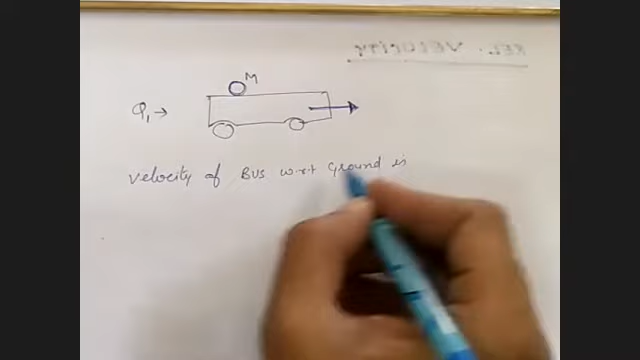 REL. VELOCITY
M
Q1 →
velocity of Bus w.r.t Ground is